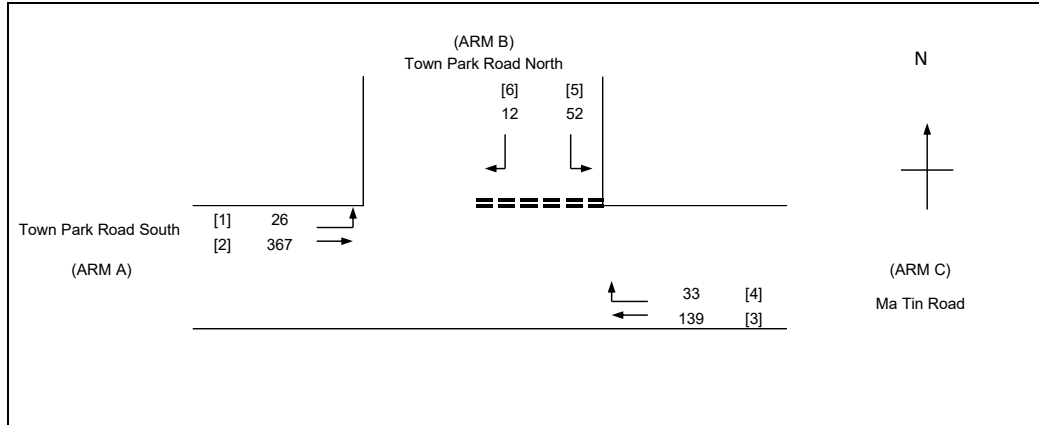 (ARM B)
Town Park Road North
N
[6] [5]
12 52
Town Park Road South
[1] 26
[2] 367
(ARM A)
(ARM C)
33 [4]
Ma Tin Road
139 [3]